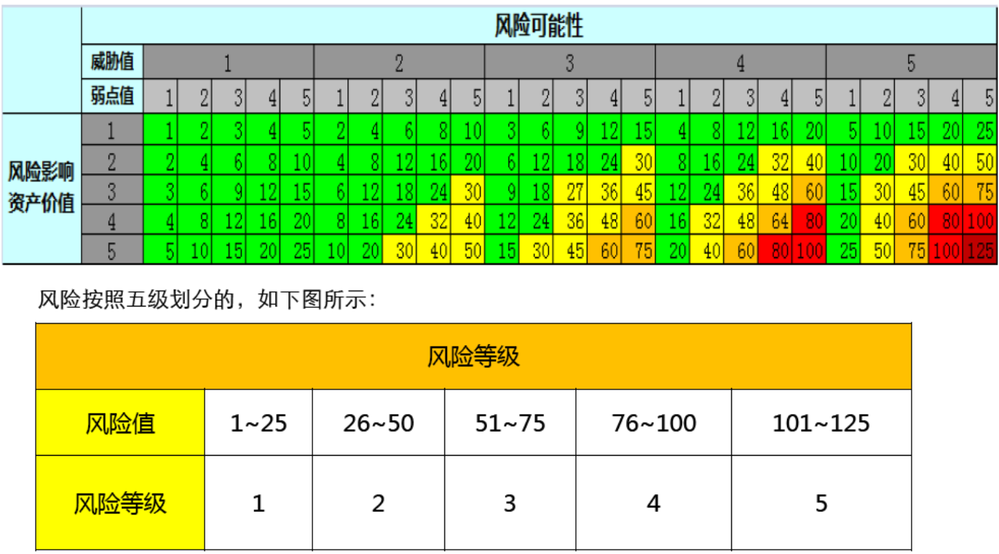 风险可能性
威胁值 1 2 3 4 5
弱点值 1 2 3 4 5 1 2 3 4 5 1 2 3 4 5 1 2 3 4 5 1 2 3 4 5
风险影响
资产价值
1 1 2 3 4 5 2 4 6 8 10 3 6 9 12 15 4 8 12 16 20 5 10 15 20 25
2 2 4 6 8 10 4 8 12 16 20 6 12 18 24 30 8 16 24 32 40 10 20 30 40 50
3 3 6 9 12 15 6 12 18 24 30 9 18 27 36 45 12 24 36 48 60 15 30 45 60 75
4 4 8 12 16 20 8 16 24 32 40 12 24 36 48 60 16 32 48 64 80 20 40 60 80 100
5 5 10 15 20 25 10 20 30 40 50 15 30 45 60 75 20 40 60 80 100 25 50 75 100 125
风险按照五级划分的，如下图所示：
风险等级
风险值 1~25 26~50 51~75 76~100 101~125
风险等级 1 2 3 4 5